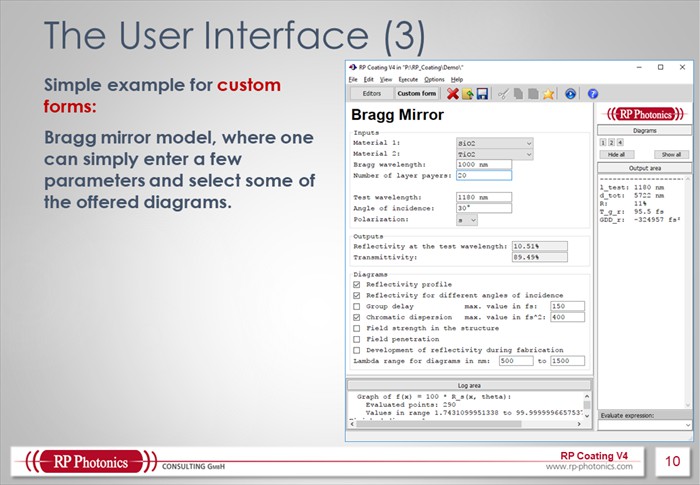 The User Interface (3)
Simple example for custom
forms:
Bragg mirror model, where one
can simply enter a few
parameters and select some of
the offered diagrams.
RP Coating V4 in "P:\RP_Coating\Demo\"
File Edit View Execute Options Help
Editors Custom form
Bragg Mirror
Inputs
Material 1: SiO2
Material 2: TiO2
Bragg wavelength: 1000 nm
Number of layer payers: 20
Test wavelength: 1180 nm
Angle of incidence: 30°
Polarization: s
Outputs
Reflectivity at the test wavelength: 10.51%
Transmittivity: 89.49%
Diagrams
Reflectivity profile
Reflectivity for different angles of incidence
Group delay max. value in fs: 150
Chromatic dispersion max. value in fs^2: 400
Field strength in the structure
Field penetration
Development of reflectivity during fabrication
Lambda range for diagrams in nm: 500 to 1500
Log area
Graph of f(x) = 100 * R_s(x, theta):
Evaluated points: 290
Values in range 1.7431099951338 to 99.999999665753
RP Photonics
Diagrams
1 2 4
Hide all Show all
Output area
l_test: 1180 nm
d_tot: 5722 nm
R: 11%
T_g_r: 95.5 fs
GDD_r: -324957 fs²
Evaluate expression:
RP Photonics CONSULTING GMBH
RP Coating V4
www.rp-photonics.com
10